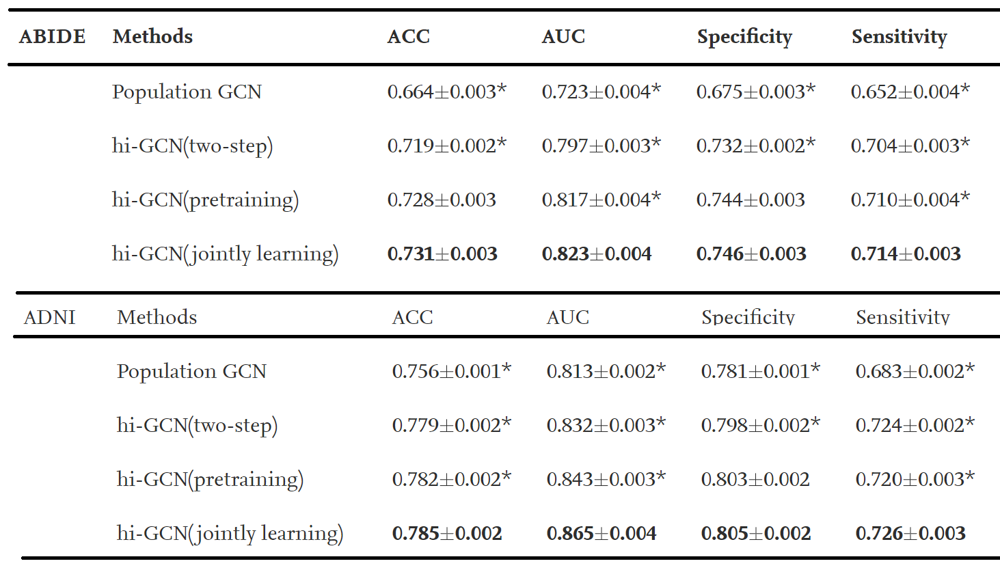 ABIDE Methods ACC AUC Specificity Sensitivity
Population GCN 0.664±0.003* 0.723±0.004* 0.675±0.003* 0.652±0.004*
hi-GCN(two-step) 0.719±0.002* 0.797±0.003* 0.732±0.002* 0.704±0.003*
hi-GCN(pretraining) 0.728±0.003 0.817±0.004* 0.744±0.003 0.710±0.004*
hi-GCN(jointly learning) 0.731±0.003 0.823±0.004 0.746±0.003 0.714±0.003
ADNI Methods ACC AUC Specificity Sensitivity
Population GCN 0.756±0.001* 0.813±0.002* 0.781±0.001* 0.683±0.002*
hi-GCN(two-step) 0.779±0.002* 0.832±0.003* 0.798±0.002* 0.724±0.002*
hi-GCN(pretraining) 0.782±0.002* 0.843±0.003* 0.803±0.002 0.720±0.003*
hi-GCN(jointly learning) 0.785±0.002 0.865±0.004 0.805±0.002 0.726±0.003